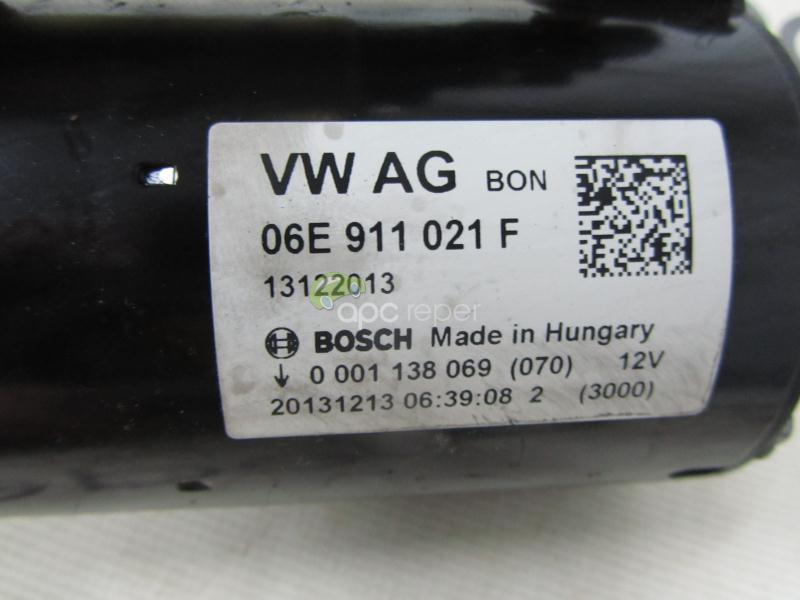 VW AG BON
06E 911 021 F
13122013
apc reper
BOSCH Made in Hungary
↓ 0 001 138 069 (070) 12V
20131213 06:39:08 2 (3000)